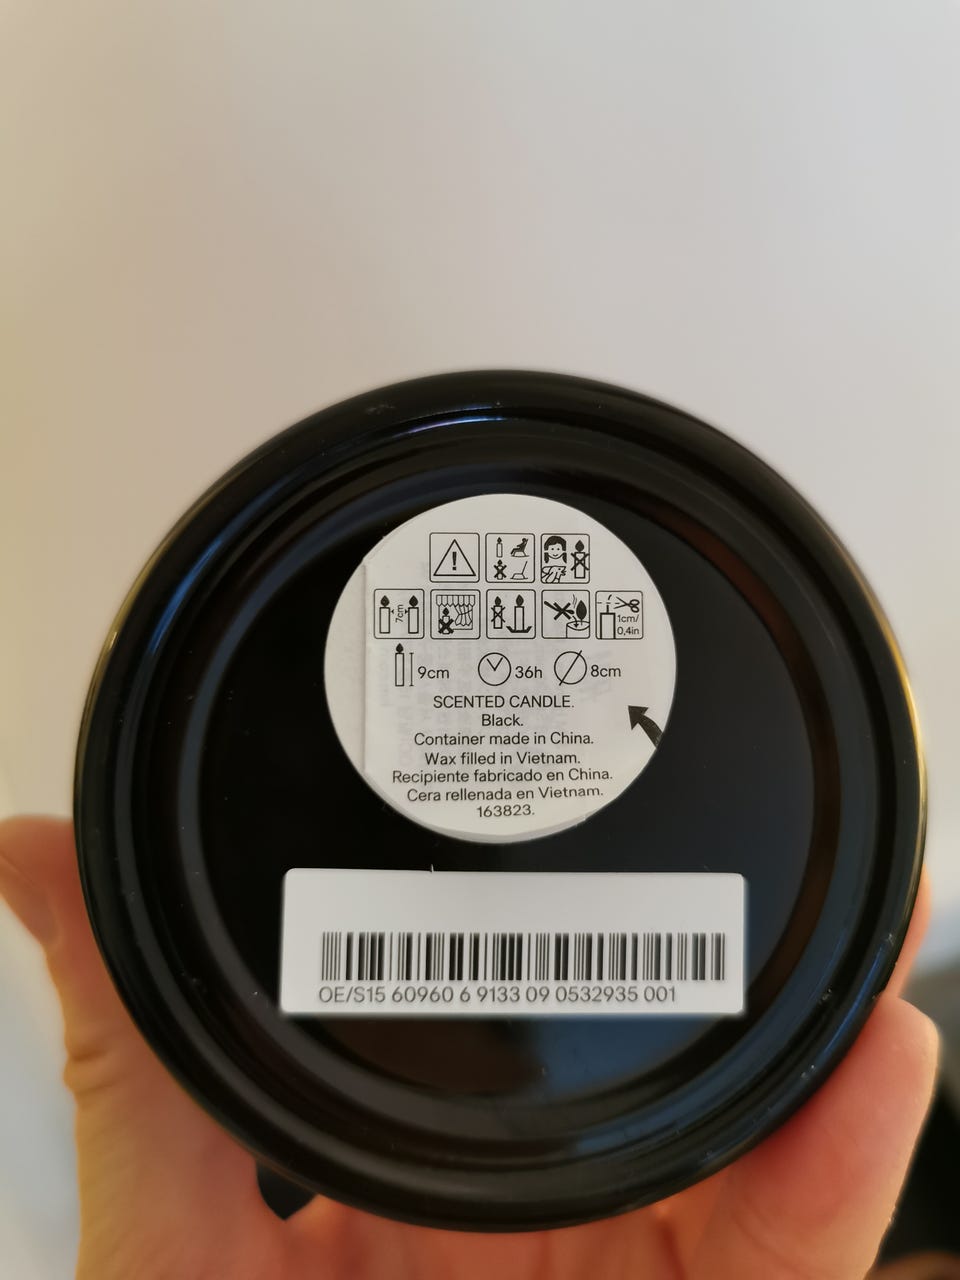 7cm
1cm/
0,4in
9cm 36h 8cm
SCENTED CANDLE.
Black.
Container made in China.
Wax filled in Vietnam.
Recipiente fabricado en China.
Cera rellenada en Vietnam.
163823.
OE/S15 60960 6 9133 09 0532935 001